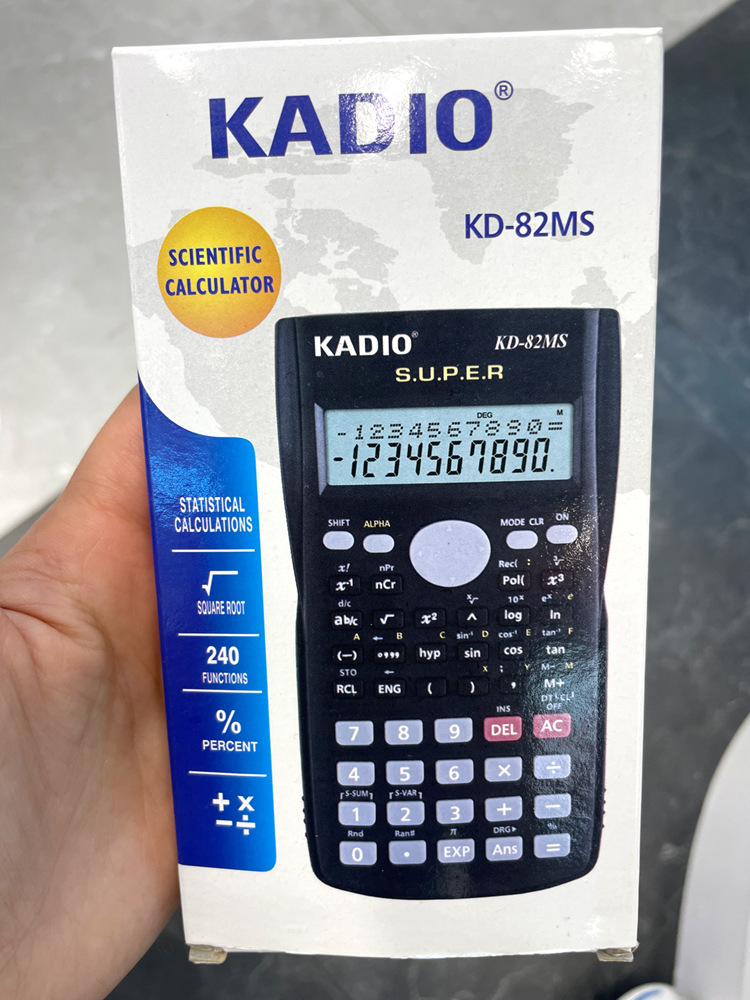 KADIO®
KD-82MS
SCIENTIFIC
CALCULATOR
KADIO® KD-82MS
S.U.P.E.R
DEG M
-1234567890=
-1234567890.
SHIFT ALPHA MODE CLR ON
x! nPr Rec( : ³√
x⁻¹ nCr Pol( x³
d/c ˣ√ 10ˣ eˣ e
ab/c √ x² ^ log ln
A ← B C sin⁻¹ D cos⁻¹ E tan⁻¹ F
(−) °,,, hyp sin cos tan
STO ← X ; Y M− M
RCL ENG ( ) , M+
INS OFF
7 8 9 DEL AC
4 5 6 × ÷
S-SUM S-VAR
1 2 3 + −
Rnd Ran# π DRG▸ %
0 . EXP Ans =
STATISTICAL
CALCULATIONS
√
SQUARE ROOT
240
FUNCTIONS
%
PERCENT
+ ×
− ÷